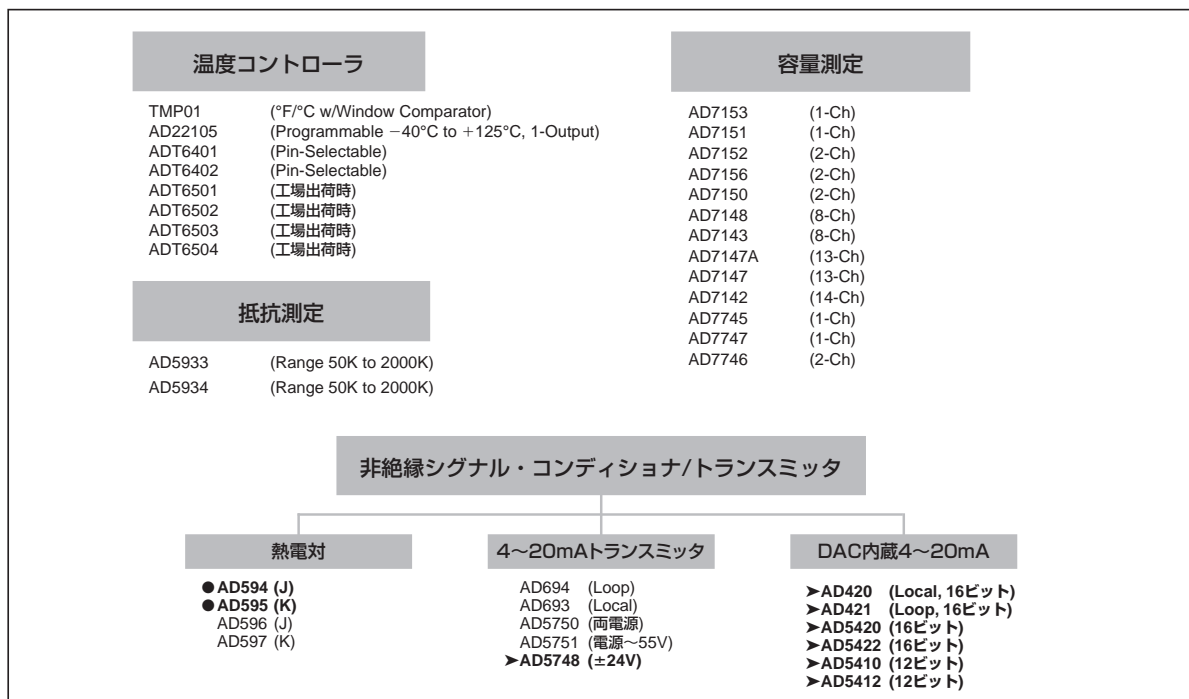 温度コントローラ
TMP01 (°F/°C w/Window Comparator)
AD22105 (Programmable −40°C to +125°C, 1-Output)
ADT6401 (Pin-Selectable)
ADT6402 (Pin-Selectable)
ADT6501 (工場出荷時)
ADT6502 (工場出荷時)
ADT6503 (工場出荷時)
ADT6504 (工場出荷時)
抵抗測定
AD5933 (Range 50K to 2000K)
AD5934 (Range 50K to 2000K)
容量測定
AD7153 (1-Ch)
AD7151 (1-Ch)
AD7152 (2-Ch)
AD7156 (2-Ch)
AD7150 (2-Ch)
AD7148 (8-Ch)
AD7143 (8-Ch)
AD7147A (13-Ch)
AD7147 (13-Ch)
AD7142 (14-Ch)
AD7745 (1-Ch)
AD7747 (1-Ch)
AD7746 (2-Ch)
非絶縁シグナル・コンディショナ/トランスミッタ
熱電対
●AD594 (J)
●AD595 (K)
AD596 (J)
AD597 (K)
4〜20mAトランスミッタ
AD694 (Loop)
AD693 (Local)
AD5750 (両電源)
AD5751 (電源〜55V)
➤AD5748 (±24V)
DAC内蔵4〜20mA
➤AD420 (Local, 16ビット)
➤AD421 (Loop, 16ビット)
➤AD5420 (16ビット)
➤AD5422 (16ビット)
➤AD5410 (12ビット)
➤AD5412 (12ビット)